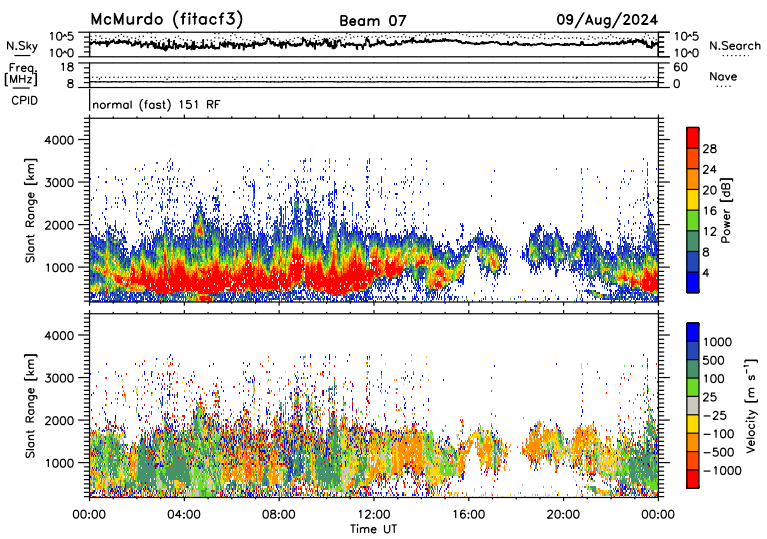 McMurdo (fitacf3) Beam 07 09/Aug/2024
N.Sky 10^5 10^0 10^5 10^0 N.Search
Freq. [MHz] 18 8 60 0 Nave
CPID normal (fast) 151 RF
Slant Range [km] 4000 3000 2000 1000
Power [dB] 28 24 20 16 12 8 4
Slant Range [km] 4000 3000 2000 1000
Velocity [m s⁻¹] 1000 500 100 25 −25 −100 −500 −1000
00:00 04:00 08:00 12:00 16:00 20:00 00:00
Time UT